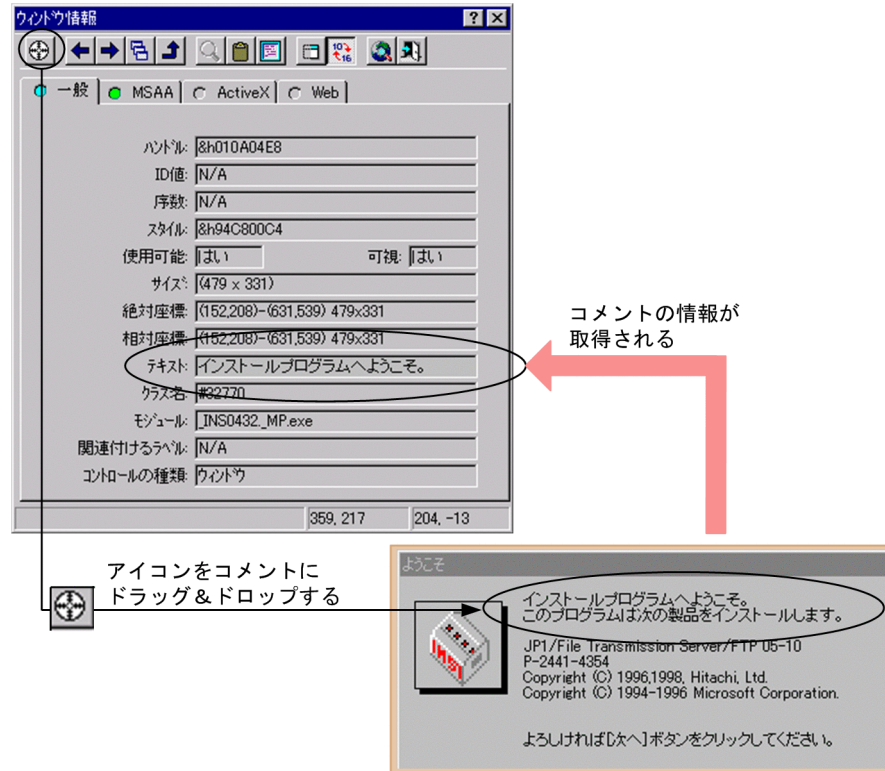 ウィンドウ情報
10 16
一般 MSAA ActiveX Web
ハンドル: &h010A04E8
ID値: N/A
序数: N/A
スタイル: &h94C800C4
使用可能: はい 可視: はい
サイズ: (479 x 331)
絶対座標: (152,208)-(631,539) 479x331
相対座標: (152,208)-(631,539) 479x331
テキスト: インストールプログラムへようこそ。
クラス名: #32770
モジュール: _INS0432._MP.exe
関連付けるラベル: N/A
コントロールの種類: ウィンドウ
359, 217 204, -13
コメントの情報が
取得される
アイコンをコメントに
ドラッグ＆ドロップする
ようこそ
インストールプログラムへようこそ。
このプログラムは次の製品をインストールします。
INST
JP1/File Transmission Server/FTP 05-10
P-2441-4354
Copyright (C) 1996,1998, Hitachi, Ltd.
Copyright (C) 1994-1996 Microsoft Corporation.
よろしければ[次へ]ボタンをクリックしてください。